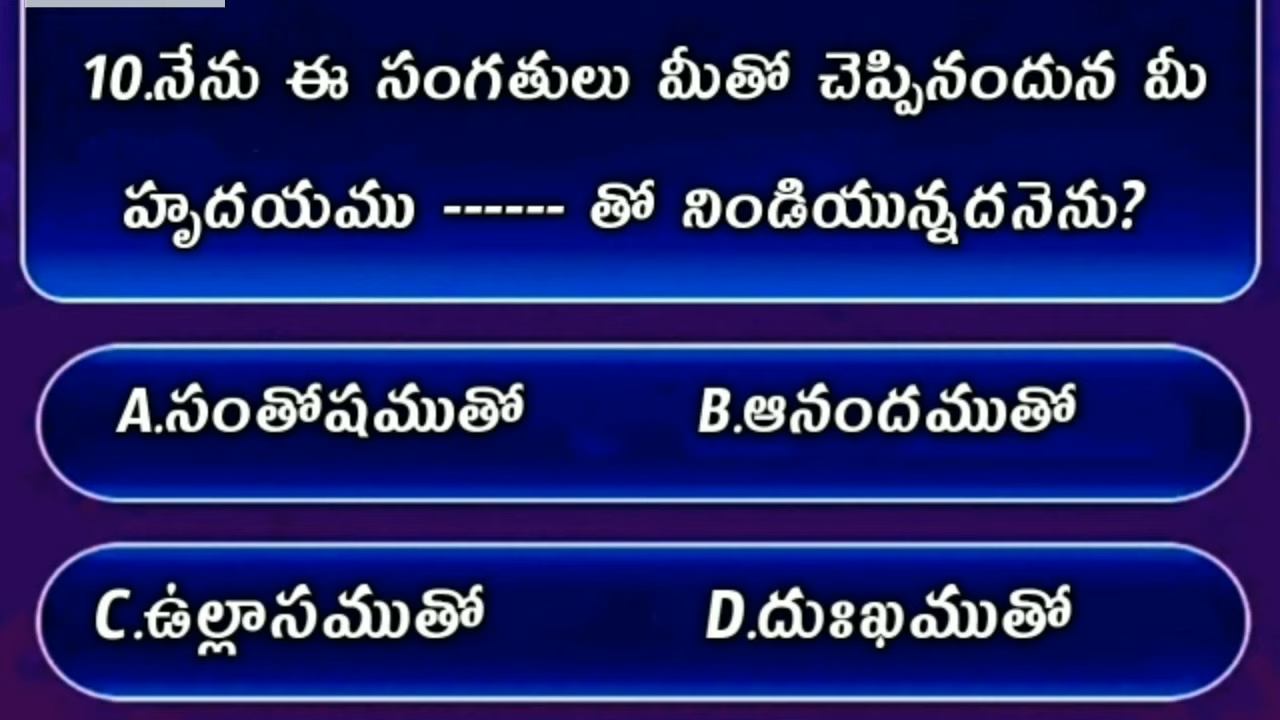 10.నేను ఈ సంగతులు మీతో చెప్పినందున మీ
హృదయము ------ తో నిండియున్నదనెను?
A.సంతోషముతో B.ఆనందముతో
C.ఉల్లాసముతో D.దుఃఖముతో